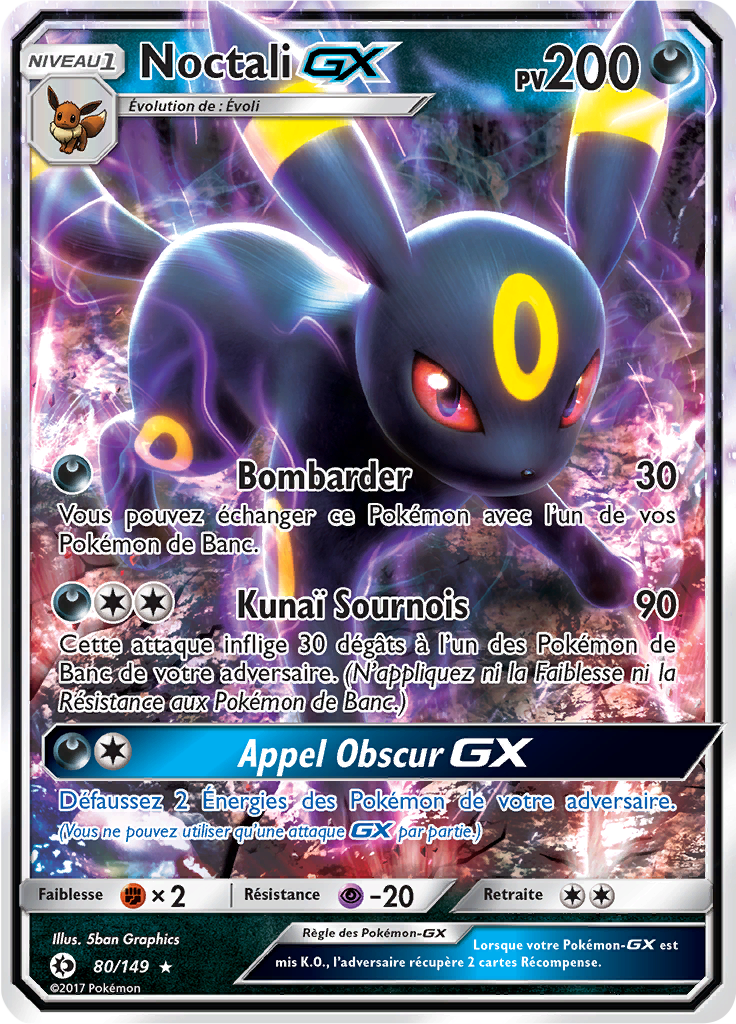 NIVEAU 1
Noctali GX
PV 200
Évolution de : Évoli
Bombarder 30
Vous pouvez échanger ce Pokémon avec l'un de vos
Pokémon de Banc.
Kunaï Sournois 90
Cette attaque inflige 30 dégâts à l'un des Pokémon de
Banc de votre adversaire. (N'appliquez ni la Faiblesse ni la
Résistance aux Pokémon de Banc.)
Appel Obscur GX
Défaussez 2 Énergies des Pokémon de votre adversaire.
(Vous ne pouvez utiliser qu'une attaque GX par partie.)
Faiblesse ×2 Résistance -20 Retraite
Illus. 5ban Graphics
80/149 ★
©2017 Pokémon
Règle des Pokémon-GX
Lorsque votre Pokémon-GX est
mis K.O., l'adversaire récupère 2 cartes Récompense.